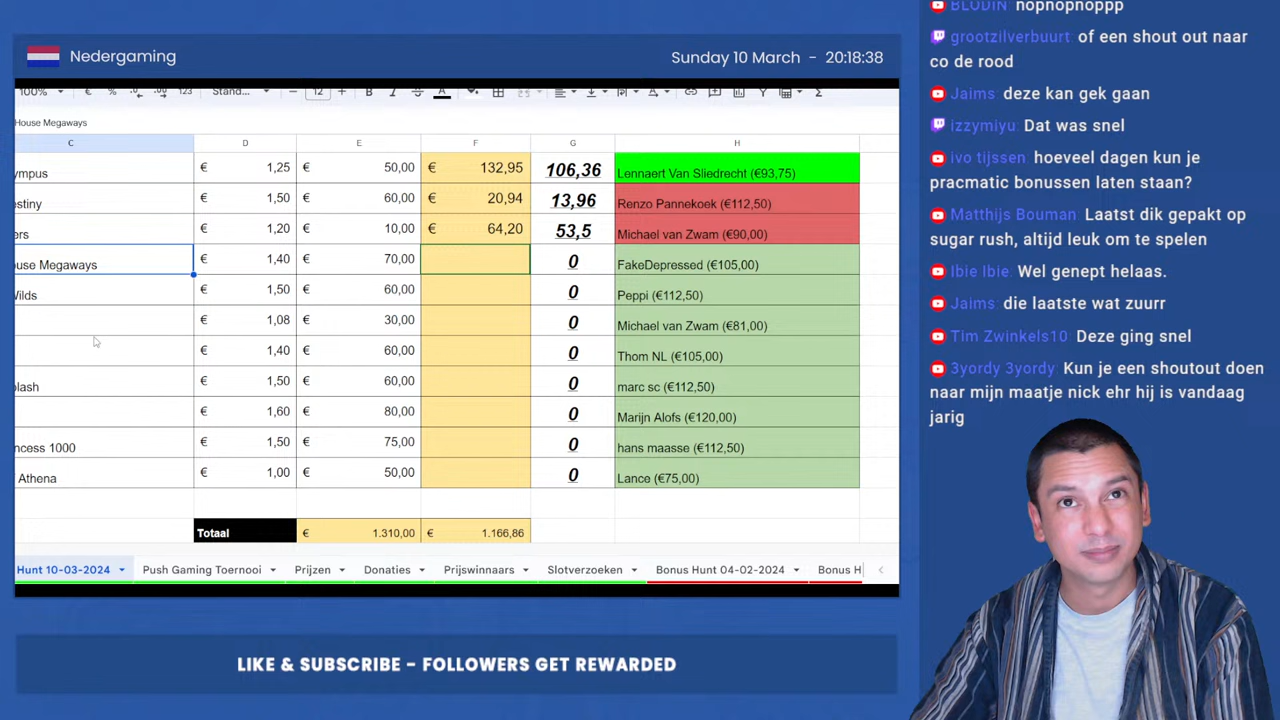 Nedergaming
Sunday 10 March - 20:18:38
100% € % .0 .00 123 Stand... − 12 + B I A Σ
House Megaways
C D E F G H
ympus € 1,25 € 50,00 € 132,95 106,36 Lennaert Van Sliedrecht (€93,75)
stiny € 1,50 € 60,00 € 20,94 13,96 Renzo Pannekoek (€112,50)
ers € 1,20 € 10,00 € 64,20 53,5 Michael van Zwam (€90,00)
ouse Megaways € 1,40 € 70,00 0 FakeDepressed (€105,00)
Wilds € 1,50 € 60,00 0 Peppi (€112,50)
€ 1,08 € 30,00 0 Michael van Zwam (€81,00)
€ 1,40 € 60,00 0 Thom NL (€105,00)
plash € 1,50 € 60,00 0 marc sc (€112,50)
€ 1,60 € 80,00 0 Marijn Alofs (€120,00)
ncess 1000 € 1,50 € 75,00 0 hans maasse (€112,50)
Athena € 1,00 € 50,00 0 Lance (€75,00)
Totaal € 1.310,00 € 1.166,86
Hunt 10-03-2024 Push Gaming Toernooi Prijzen Donaties Prijswinnaars Slotverzoeken Bonus Hunt 04-02-2024 Bonus H
LIKE & SUBSCRIBE - FOLLOWERS GET REWARDED
BLODiN nopnopnoppp
grootzilverbuurt: of een shout out naar
co de rood
Jaims: deze kan gek gaan
izzymiyu: Dat was snel
ivo tijssen: hoeveel dagen kun je
pracmatic bonussen laten staan?
Matthijs Bouman: Laatst dik gepakt op
sugar rush, altijd leuk om te spelen
Ibie Ibie: Wel genept helaas.
Jaims: die laatste wat zuurr
Tim Zwinkels10: Deze ging snel
3yordy 3yordy: Kun je een shoutout doen
naar mijn maatje nick ehr hij is vandaag
jarig